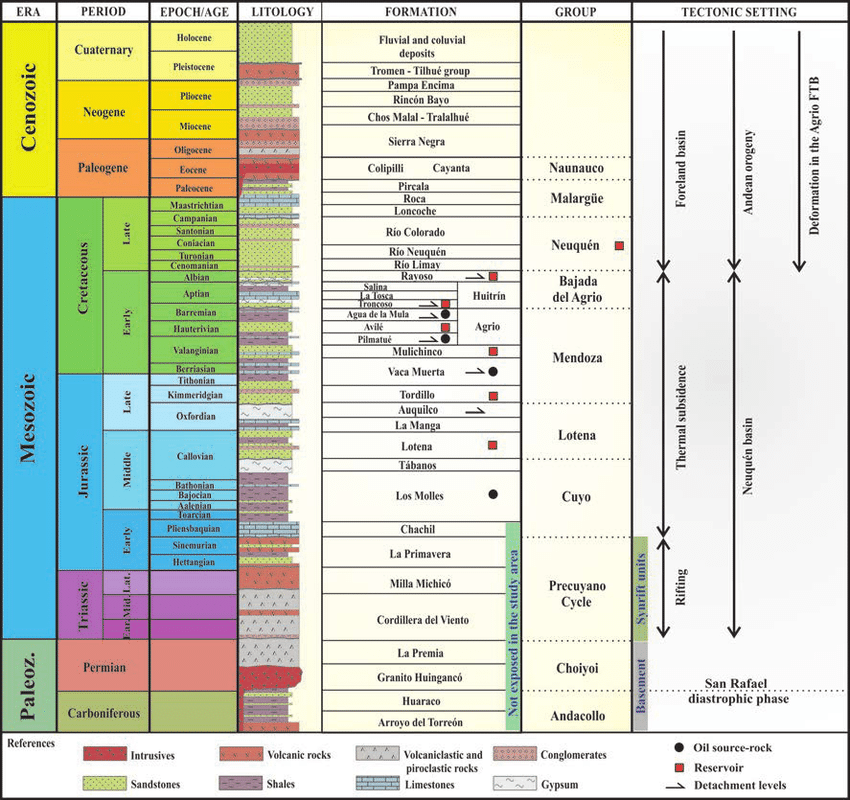 ERA
PERIOD
EPOCH/AGE
LITOLOGY
FORMATION
GROUP
TECTONIC SETTING
Cenozoic
Mesozoic
Paleoz.
Cuaternary
Neogene
Paleogene
Cretaceous
Late
Early
Jurassic
Late
Middle
Early
Triassic
Lat.
Mid.
Ear.
Permian
Carboniferous
Holocene
Pleistocene
Pliocene
Miocene
Oligocene
Eocene
Paleocene
Maastrichtian
Campanian
Santonian
Coniacian
Turonian
Cenomanian
Albian
Aptian
Barremian
Hauterivian
Valanginian
Berriasian
Tithonian
Kimmeridgian
Oxfordian
Callovian
Bathonian
Bajocian
Aalenian
Toarcian
Pliensbaquian
Sinemurian
Hettangian
Fluvial and coluvial
deposits
Tromen - Tilhué group
Pampa Encima
Rincón Bayo
Chos Malal - Tralalhué
Sierra Negra
Colipilli Cayanta
Pircala
Roca
Loncoche
Río Colorado
Río Neuquén
Río Limay
Rayoso
Salina
La Tosca
Troncoso
Huitrín
Agua de la Mula
Avilé
Pilmatué
Agrio
Mulichinco
Vaca Muerta
Tordillo
Auquilco
La Manga
Lotena
Tábanos
Los Molles
Chachil
La Primavera
Milla Michicó
Cordillera del Viento
La Premia
Granito Huingancó
Huaraco
Arroyo del Torreón
Not exposed in the study area
Naunauco
Malargüe
Neuquén
Bajada
del Agrio
Mendoza
Lotena
Cuyo
Precuyano
Cycle
Choiyoi
Andacollo
Synrift units
Basement
Foreland basin
Andean orogeny
Deformation in the Agrio FTB
Thermal subsidence
Neuquén basin
Rifting
San Rafael
diastrophic phase
References
Intrusives
Volcanic rocks
Volcaniclastic and
piroclastic rocks
Conglomerates
Sandstones
Shales
Limestones
Gypsum
Oil source-rock
Reservoir
Detachment levels